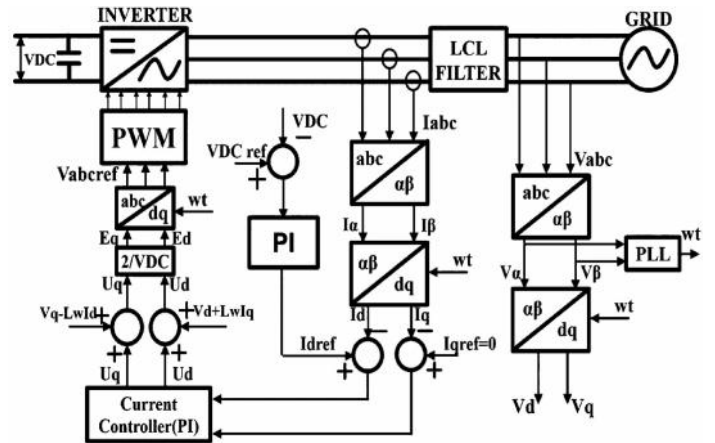 INVERTER
GRID
VDC
LCL
FILTER
VDC
Iabc
PWM
VDC ref
Vabc
abc
αβ
Vabcref
abc
αβ
abc
dq
wt
wt
PI
Iα
Iβ
Eq
Ed
PLL
2/VDC
αβ
dq
wt
Vα
Vβ
Uq
Ud
αβ
dq
wt
Vq-LwId
Vd+LwIq
Id
Iq
Idref
Iqref=0
Uq
Ud
Vd
Vq
Current
Controller(PI)